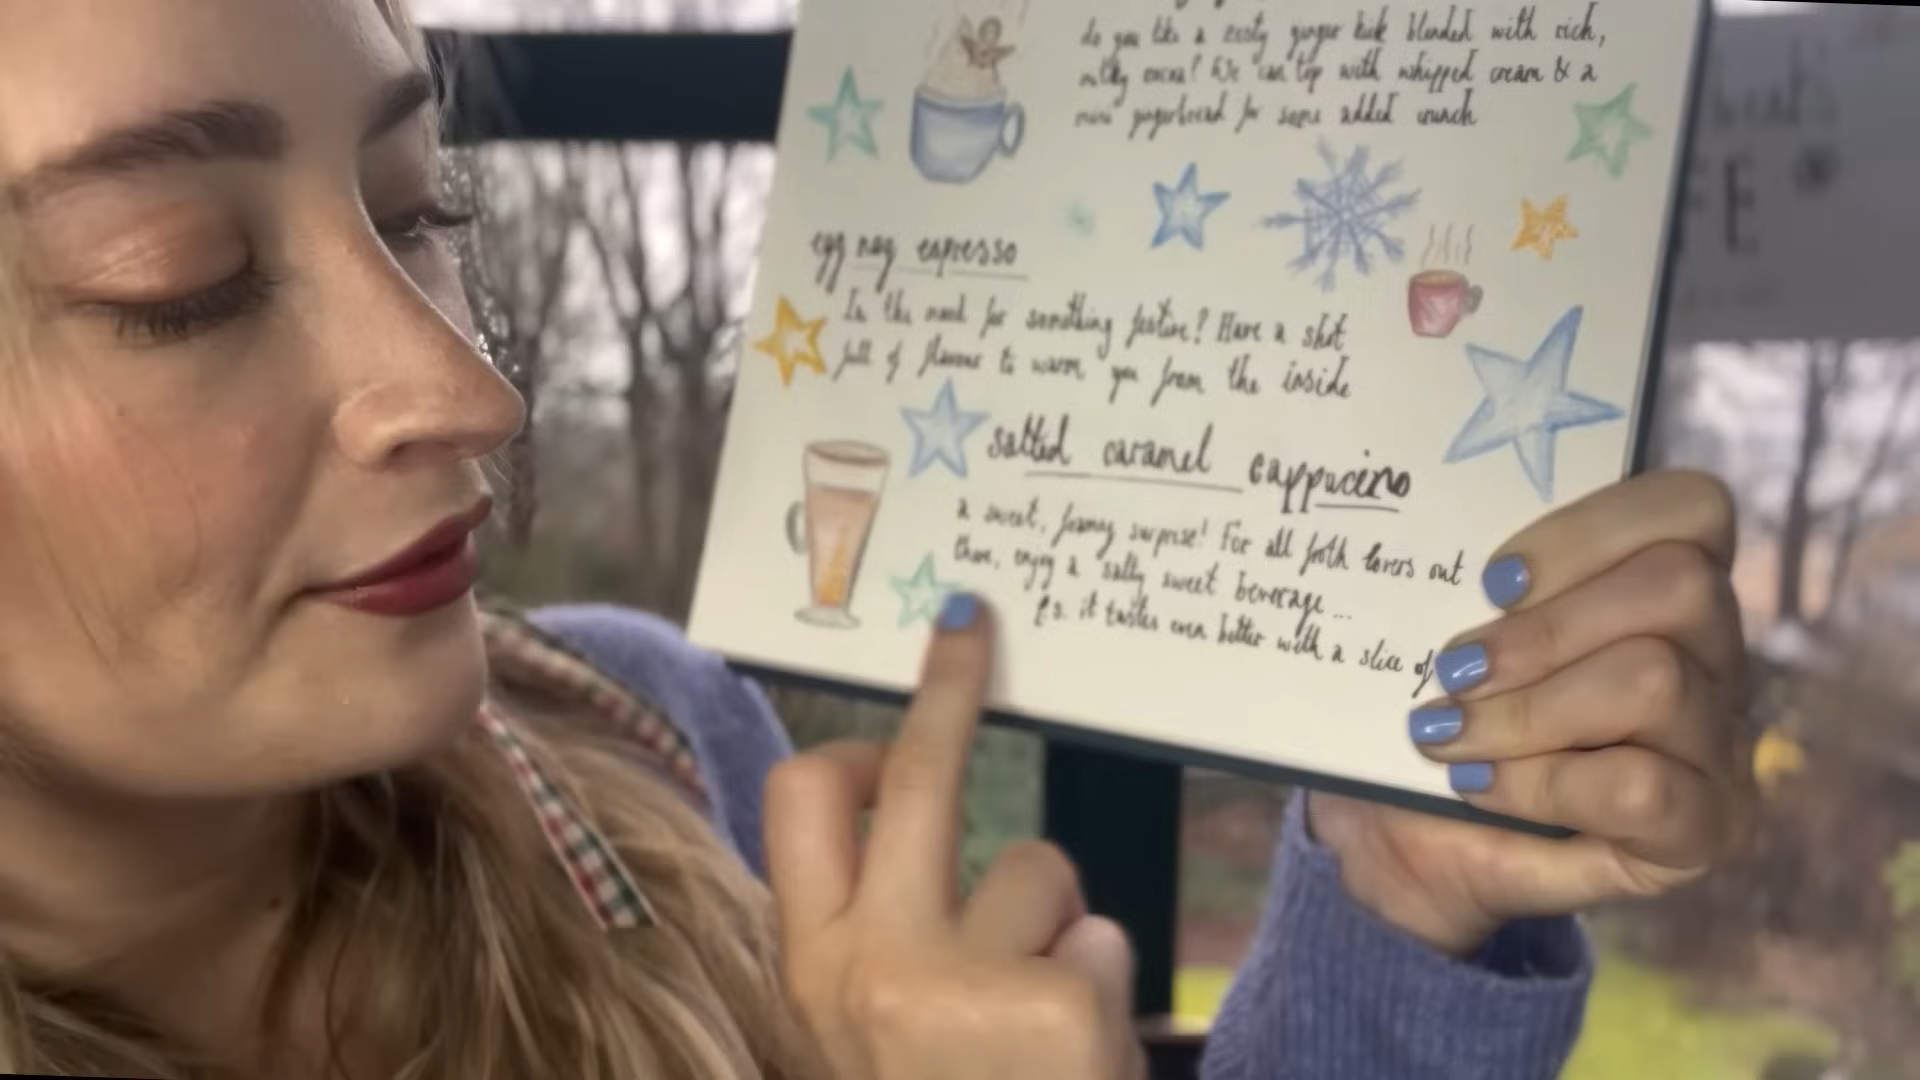 do you like a zesty ginger kick blended with rich,
milky cocoa? We can top with whipped cream & a
mini gingerbread for some added crunch
egg nog espresso
In the mood for something festive? Have a shot
full of flavour to warm you from the inside
salted caramel cappucino
a sweet, foamy surprise! For all froth lovers out
there, enjoy a salty sweet beverage...
Ps. it tastes even better with a slice of